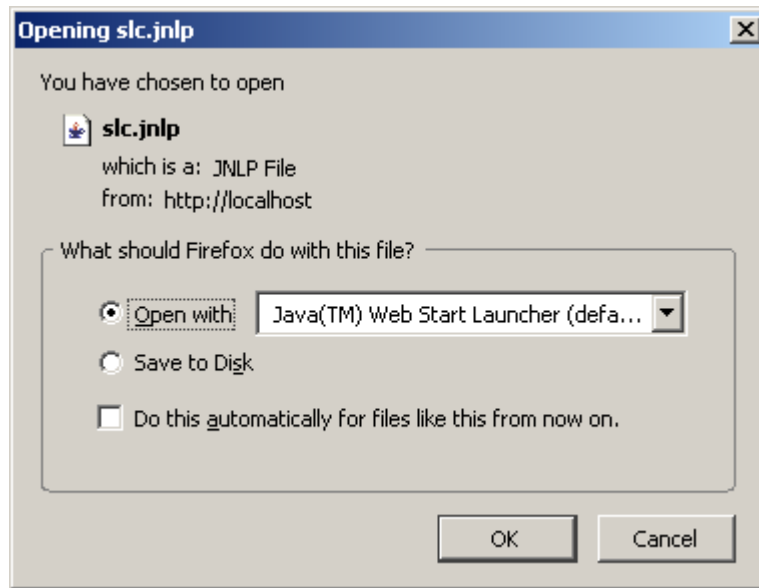 Opening slc.jnlp
You have chosen to open
slc.jnlp
which is a: JNLP File
from: http://localhost
What should Firefox do with this file?
Open with Java(TM) Web Start Launcher (defa...
Save to Disk
Do this automatically for files like this from now on.
OK Cancel